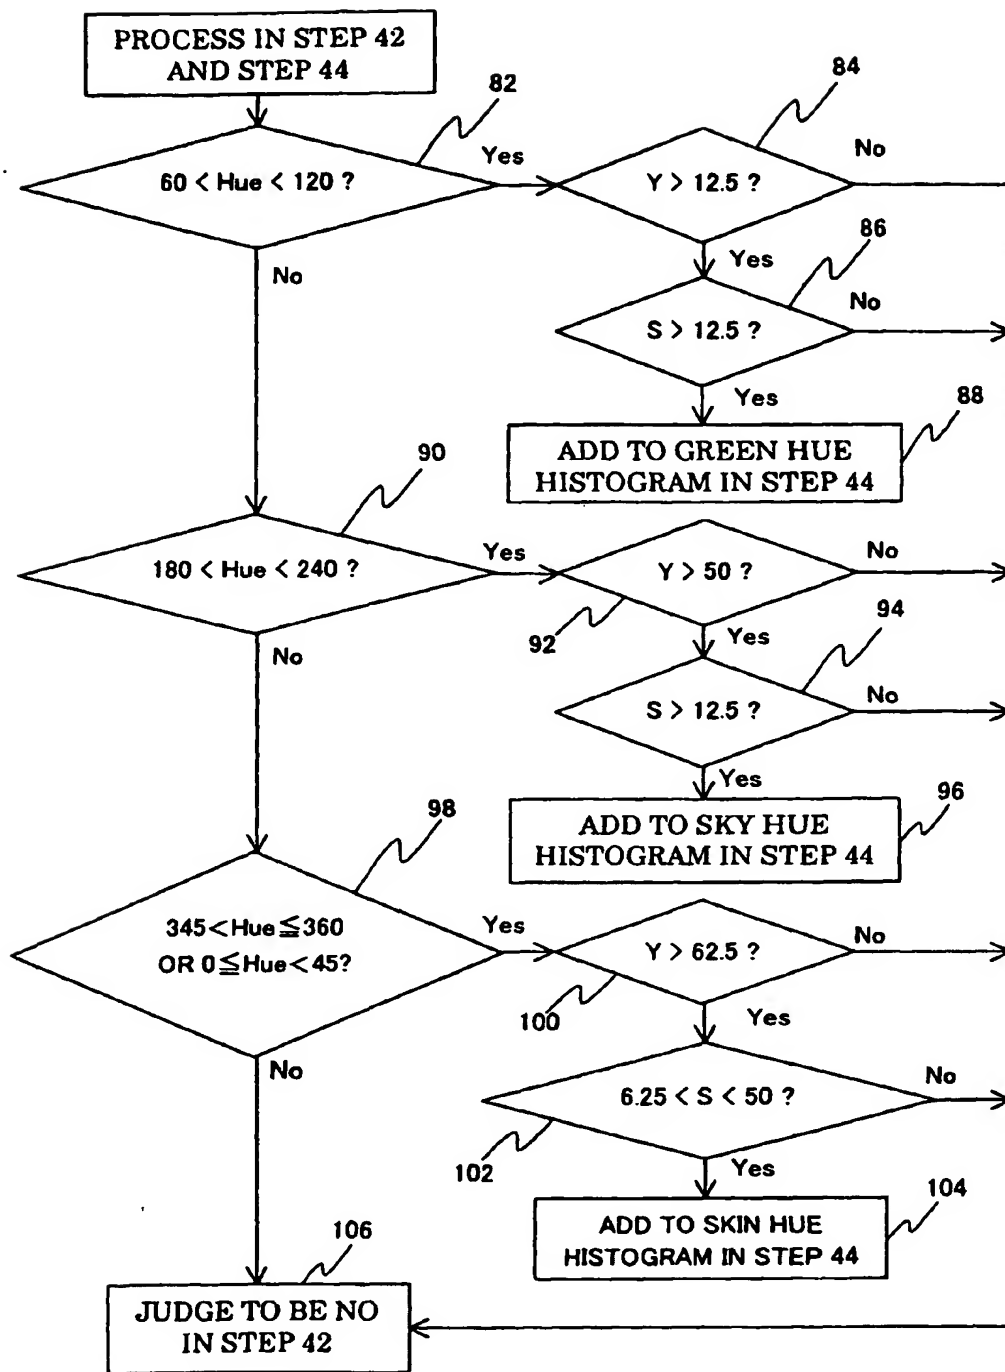 PROCESS IN STEP 42
AND STEP 44
82
84
60 < Hue < 120 ?
Yes
Y > 12.5 ?
No
86
No
Yes
S > 12.5 ?
No
Yes
88
ADD TO GREEN HUE
HISTOGRAM IN STEP 44
90
180 < Hue < 240 ?
Yes
Y > 50 ?
No
92
Yes
94
No
S > 12.5 ?
No
Yes
96
ADD TO SKY HUE
HISTOGRAM IN STEP 44
98
345<Hue≦360
OR 0≦Hue<45?
Yes
Y > 62.5 ?
No
100
Yes
No
6.25 < S < 50 ?
No
102
Yes
104
ADD TO SKIN HUE
HISTOGRAM IN STEP 44
106
JUDGE TO BE NO
IN STEP 42